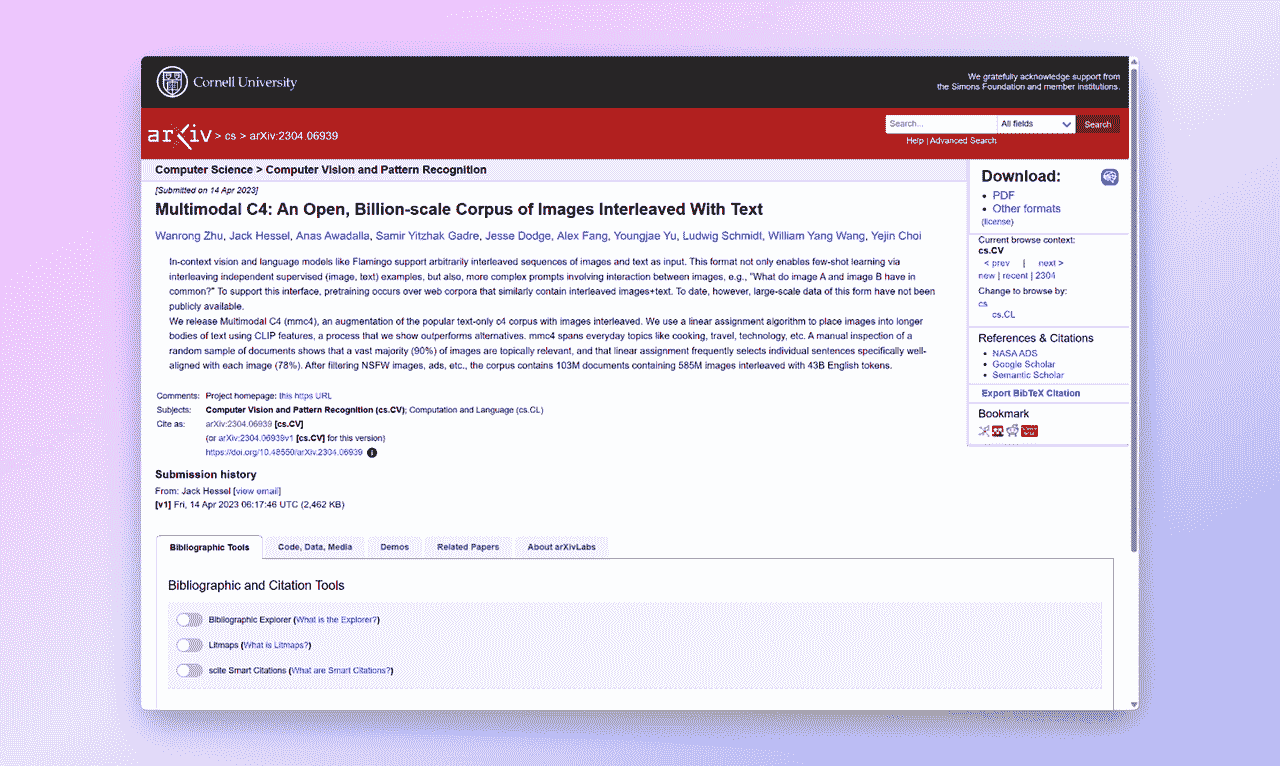 Cornell University
We gratefully acknowledge support from
the Simons Foundation and member institutions.
arXiv > cs > arXiv:2304.06939
Search...
All fields
Search
Help | Advanced Search
Computer Science > Computer Vision and Pattern Recognition
[Submitted on 14 Apr 2023]
Multimodal C4: An Open, Billion-scale Corpus of Images Interleaved With Text
Wanrong Zhu, Jack Hessel, Anas Awadalla, Samir Yitzhak Gadre, Jesse Dodge, Alex Fang, Youngjae Yu, Ludwig Schmidt, William Yang Wang, Yejin Choi
In-context vision and language models like Flamingo support arbitrarily interleaved sequences of images and text as input. This format not only enables few-shot learning via
interleaving independent supervised (image, text) examples, but also, more complex prompts involving interaction between images, e.g., "What do image A and image B have in
common?" To support this interface, pretraining occurs over web corpora that similarly contain interleaved images+text. To date, however, large-scale data of this form have not been
publicly available.
We release Multimodal C4 (mmc4), an augmentation of the popular text-only c4 corpus with images interleaved. We use a linear assignment algorithm to place images into longer
bodies of text using CLIP features, a process that we show outperforms alternatives. mmc4 spans everyday topics like cooking, travel, technology, etc. A manual inspection of a
random sample of documents shows that a vast majority (90%) of images are topically relevant, and that linear assignment frequently selects individual sentences specifically well-
aligned with each image (78%). After filtering NSFW images, ads, etc., the corpus contains 103M documents containing 585M images interleaved with 43B English tokens.
Comments: Project homepage: this https URL
Subjects: Computer Vision and Pattern Recognition (cs.CV); Computation and Language (cs.CL)
Cite as: arXiv:2304.06939 [cs.CV]
(or arXiv:2304.06939v1 [cs.CV] for this version)
https://doi.org/10.48550/arXiv.2304.06939
Submission history
From: Jack Hessel [view email]
[v1] Fri, 14 Apr 2023 06:17:46 UTC (2,462 KB)
Download:
PDF
Other formats
(license)
Current browse context:
cs.CV
< prev | next >
new | recent | 2304
Change to browse by:
cs
cs.CL
References & Citations
NASA ADS
Google Scholar
Semantic Scholar
Export BibTeX Citation
Bookmark
Bibliographic Tools
Code, Data, Media
Demos
Related Papers
About arXivLabs
Bibliographic and Citation Tools
Bibliographic Explorer (What is the Explorer?)
Litmaps (What is Litmaps?)
scite Smart Citations (What are Smart Citations?)